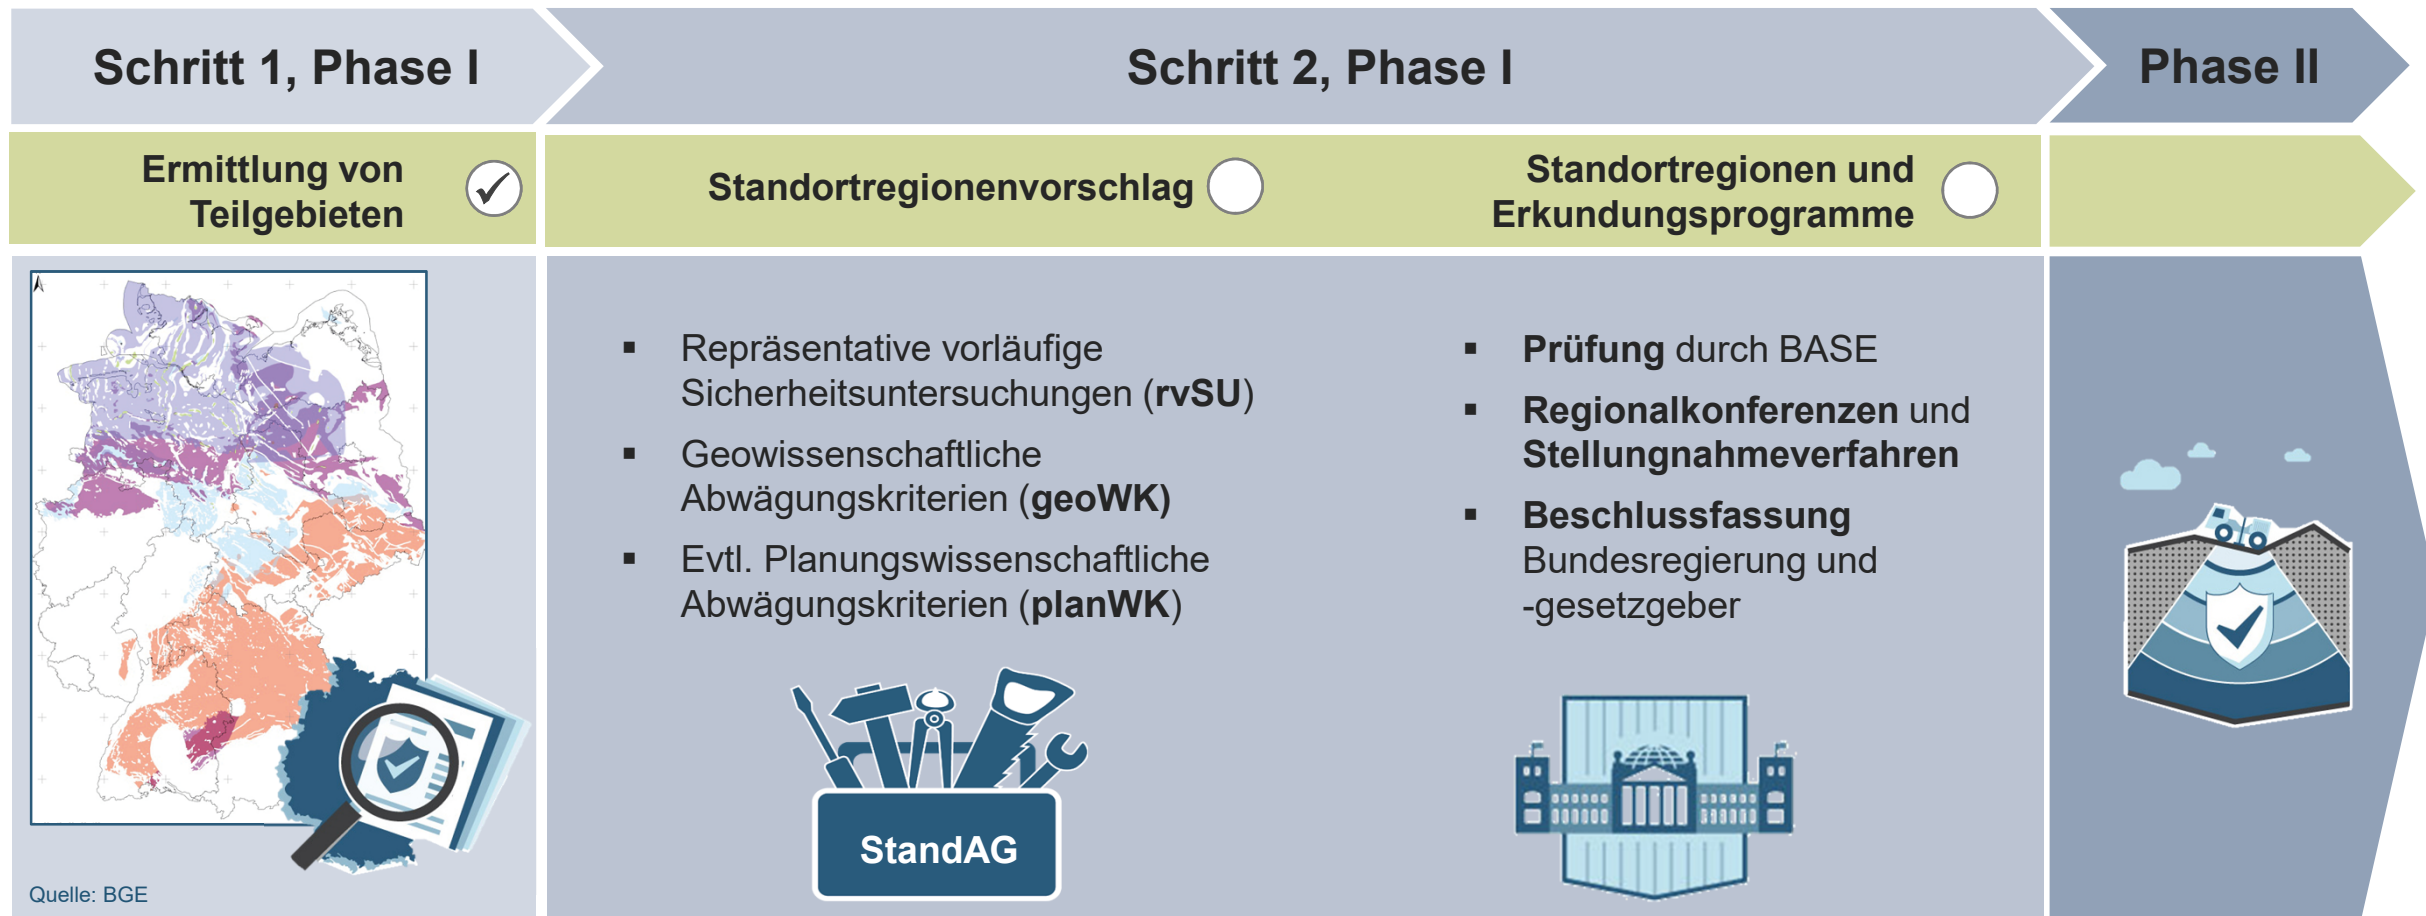 Schritt 1, Phase I
Schritt 2, Phase I
Phase II
Ermittlung von
Teilgebieten
Standortregionenvorschlag
Standortregionen und
Erkundungsprogramme
▪ Repräsentative vorläufige
Sicherheitsuntersuchungen (rvSU)
▪ Geowissenschaftliche
Abwägungskriterien (geoWK)
▪ Evtl. Planungswissenschaftliche
Abwägungskriterien (planWK)
StandAG
▪ Prüfung durch BASE
▪ Regionalkonferenzen und
Stellungnahmeverfahren
▪ Beschlussfassung
Bundesregierung und
-gesetzgeber
Quelle: BGE